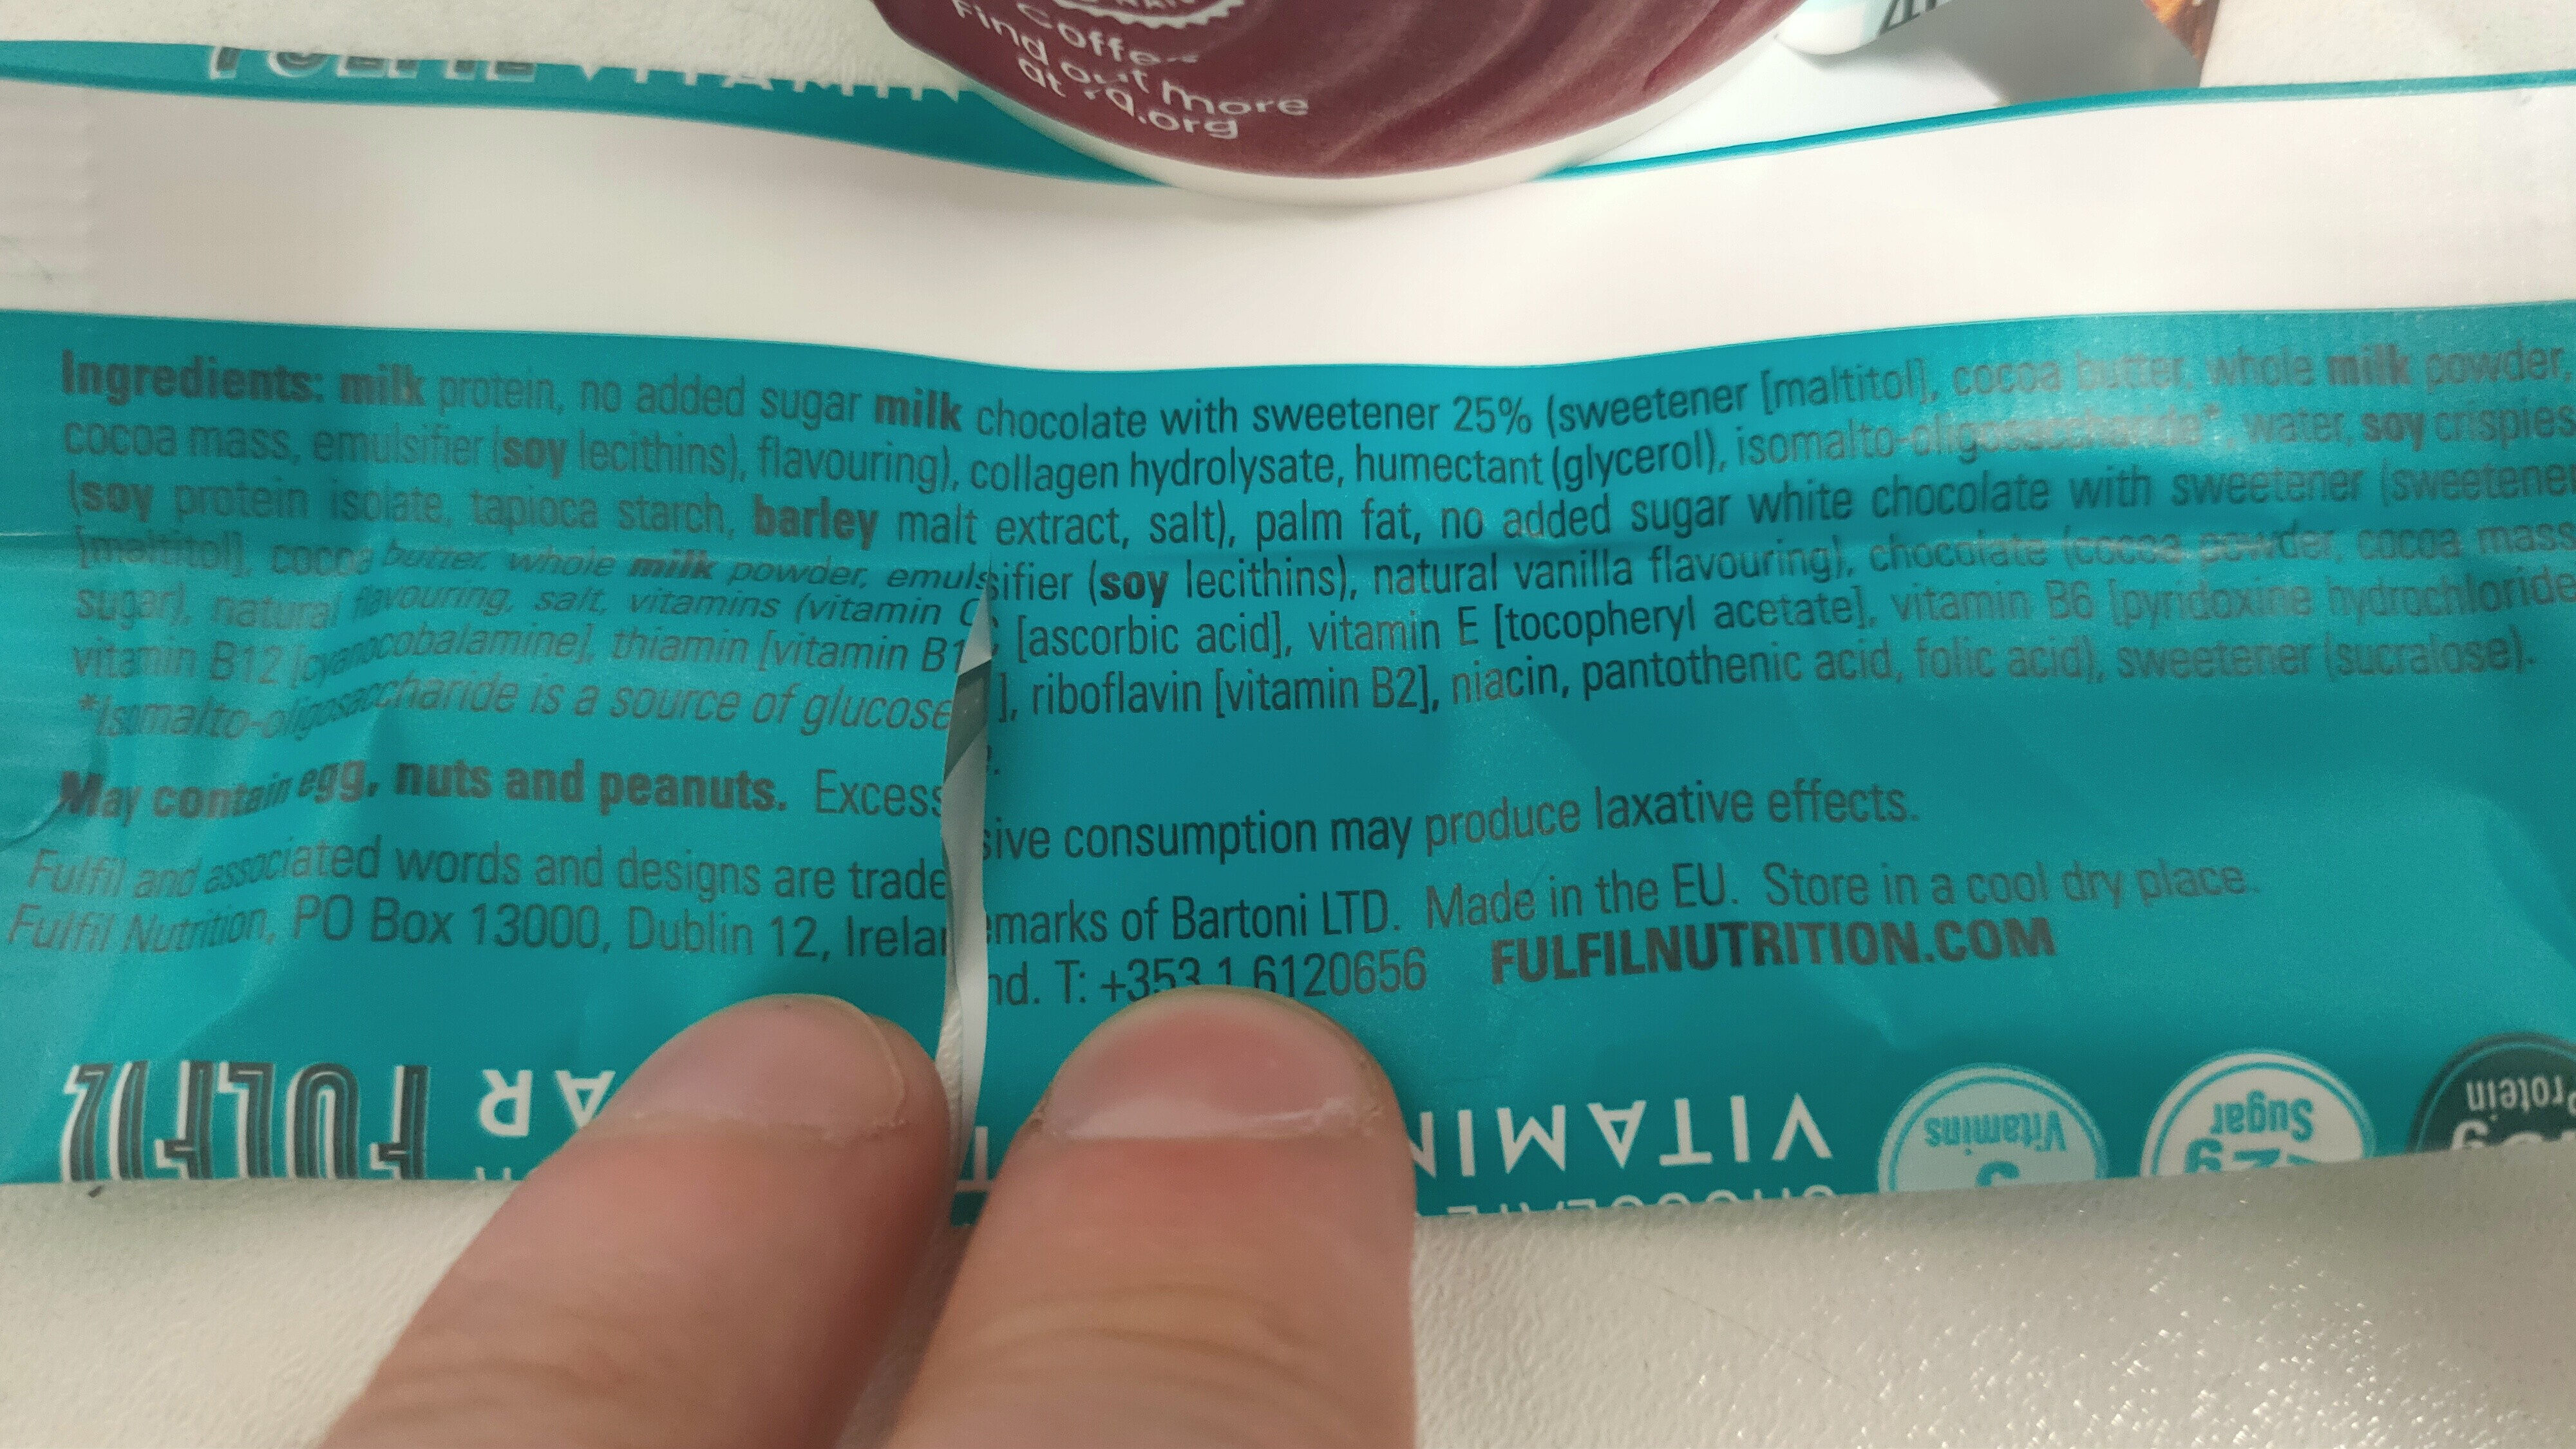 FULFIL VITAMIN
Coffee
Find out more
at ra.org
Ingredients: milk protein, no added sugar milk chocolate with sweetener 25% (sweetener [maltitol], cocoa butter, whole milk powder,
cocoa mass, emulsifier (soy lecithins), flavouring), collagen hydrolysate, humectant (glycerol), isomalto-oligosaccharide*, water, soy crispies
(soy protein isolate, tapioca starch, barley malt extract, salt), palm fat, no added sugar white chocolate with sweetener (sweetener
[maltitol], cocoa butter, whole milk powder, emulsifier (soy lecithins), natural vanilla flavouring), chocolate (cocoa powder, cocoa mass
sugar), natural flavouring, salt, vitamins (vitamin C [ascorbic acid], vitamin E [tocopheryl acetate], vitamin B6 [pyridoxine hydrochloride
vitamin B12 [cyanocobalamine], thiamin [vitamin B1], riboflavin [vitamin B2], niacin, pantothenic acid, folic acid), sweetener (sucralose).
*Isomalto-oligosaccharide is a source of glucose.
May contain egg, nuts and peanuts. Excessive consumption may produce laxative effects.
Fulfil and associated words and designs are trademarks of Bartoni LTD. Made in the EU. Store in a cool dry place.
Fulfil Nutrition, PO Box 13000, Dublin 12, Ireland. T: +353 1 6120656 FULFILNUTRITION.COM
Protein
Sugar
Vitamins
VITAMIN
AR
FULFIL
CHOCOLATE